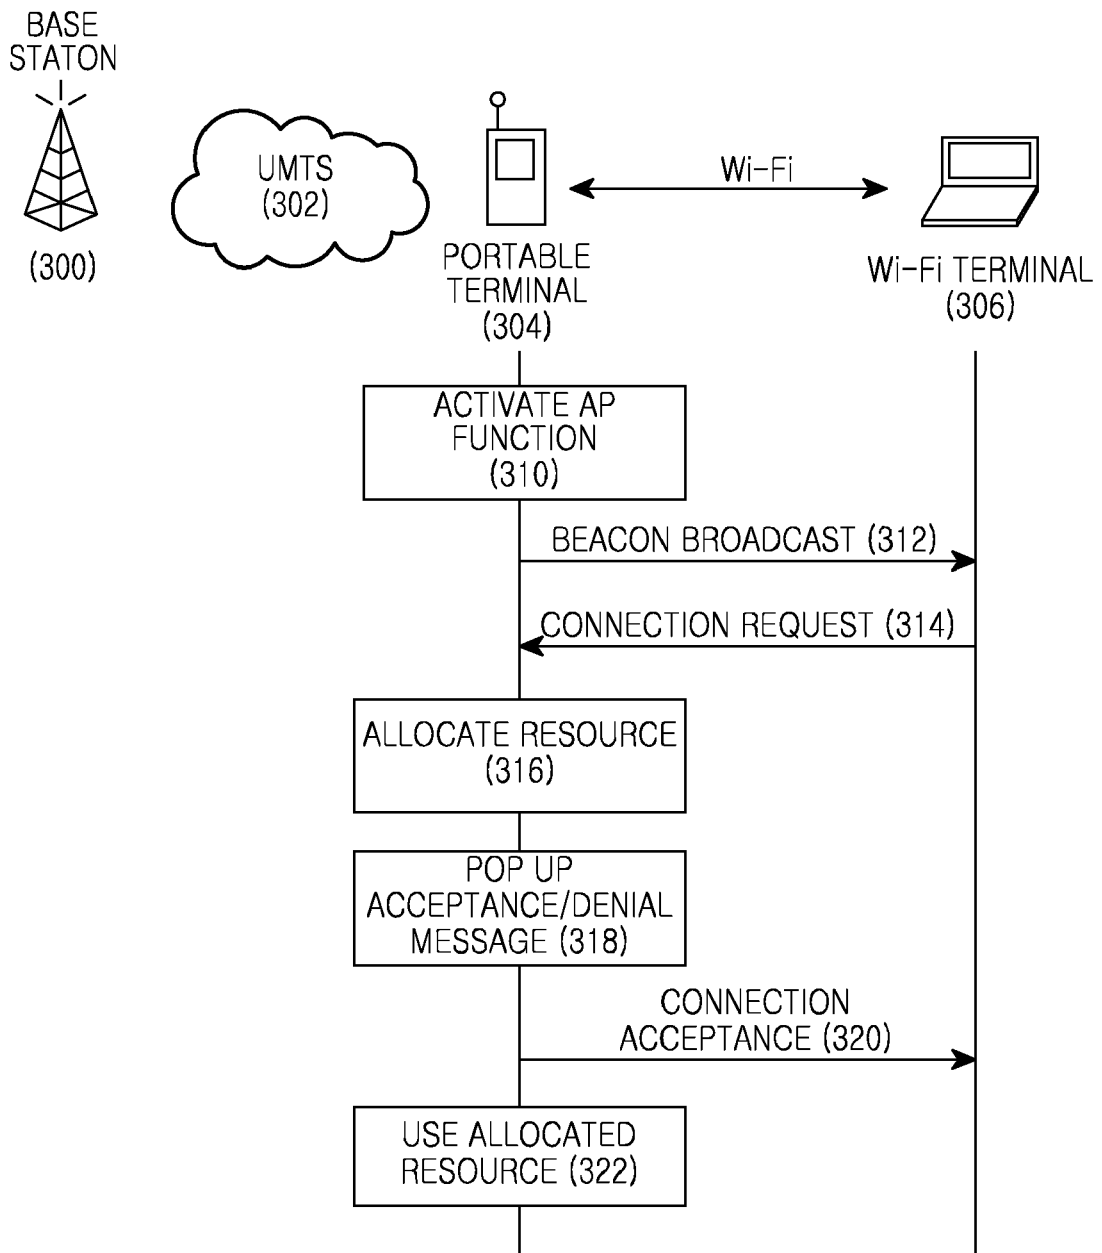 BASE
STATON
(300)
UMTS
(302)
PORTABLE
TERMINAL
(304)
Wi-Fi
Wi-Fi TERMINAL
(306)
ACTIVATE AP
FUNCTION
(310)
BEACON BROADCAST (312)
CONNECTION REQUEST (314)
ALLOCATE RESOURCE
(316)
POP UP
ACCEPTANCE/DENIAL
MESSAGE (318)
CONNECTION
ACCEPTANCE (320)
USE ALLOCATED
RESOURCE (322)